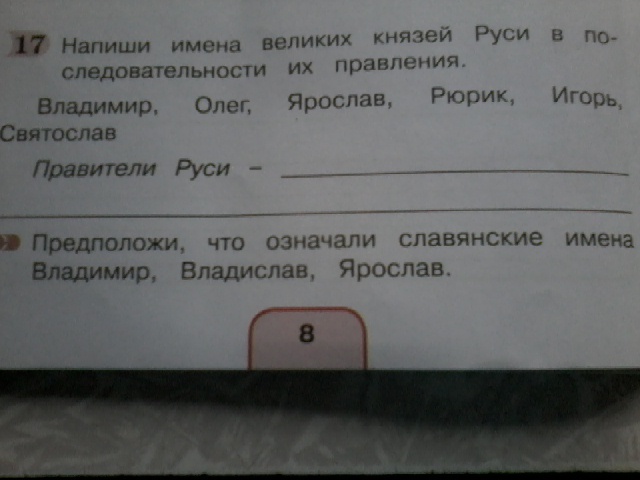 17 Напиши имена великих князей Руси в по-
следовательности их правления.
Владимир, Олег, Ярослав, Рюрик, Игорь,
Святослав
Правители Руси –
Предположи, что означали славянские имена
Владимир, Владислав, Ярослав.
8